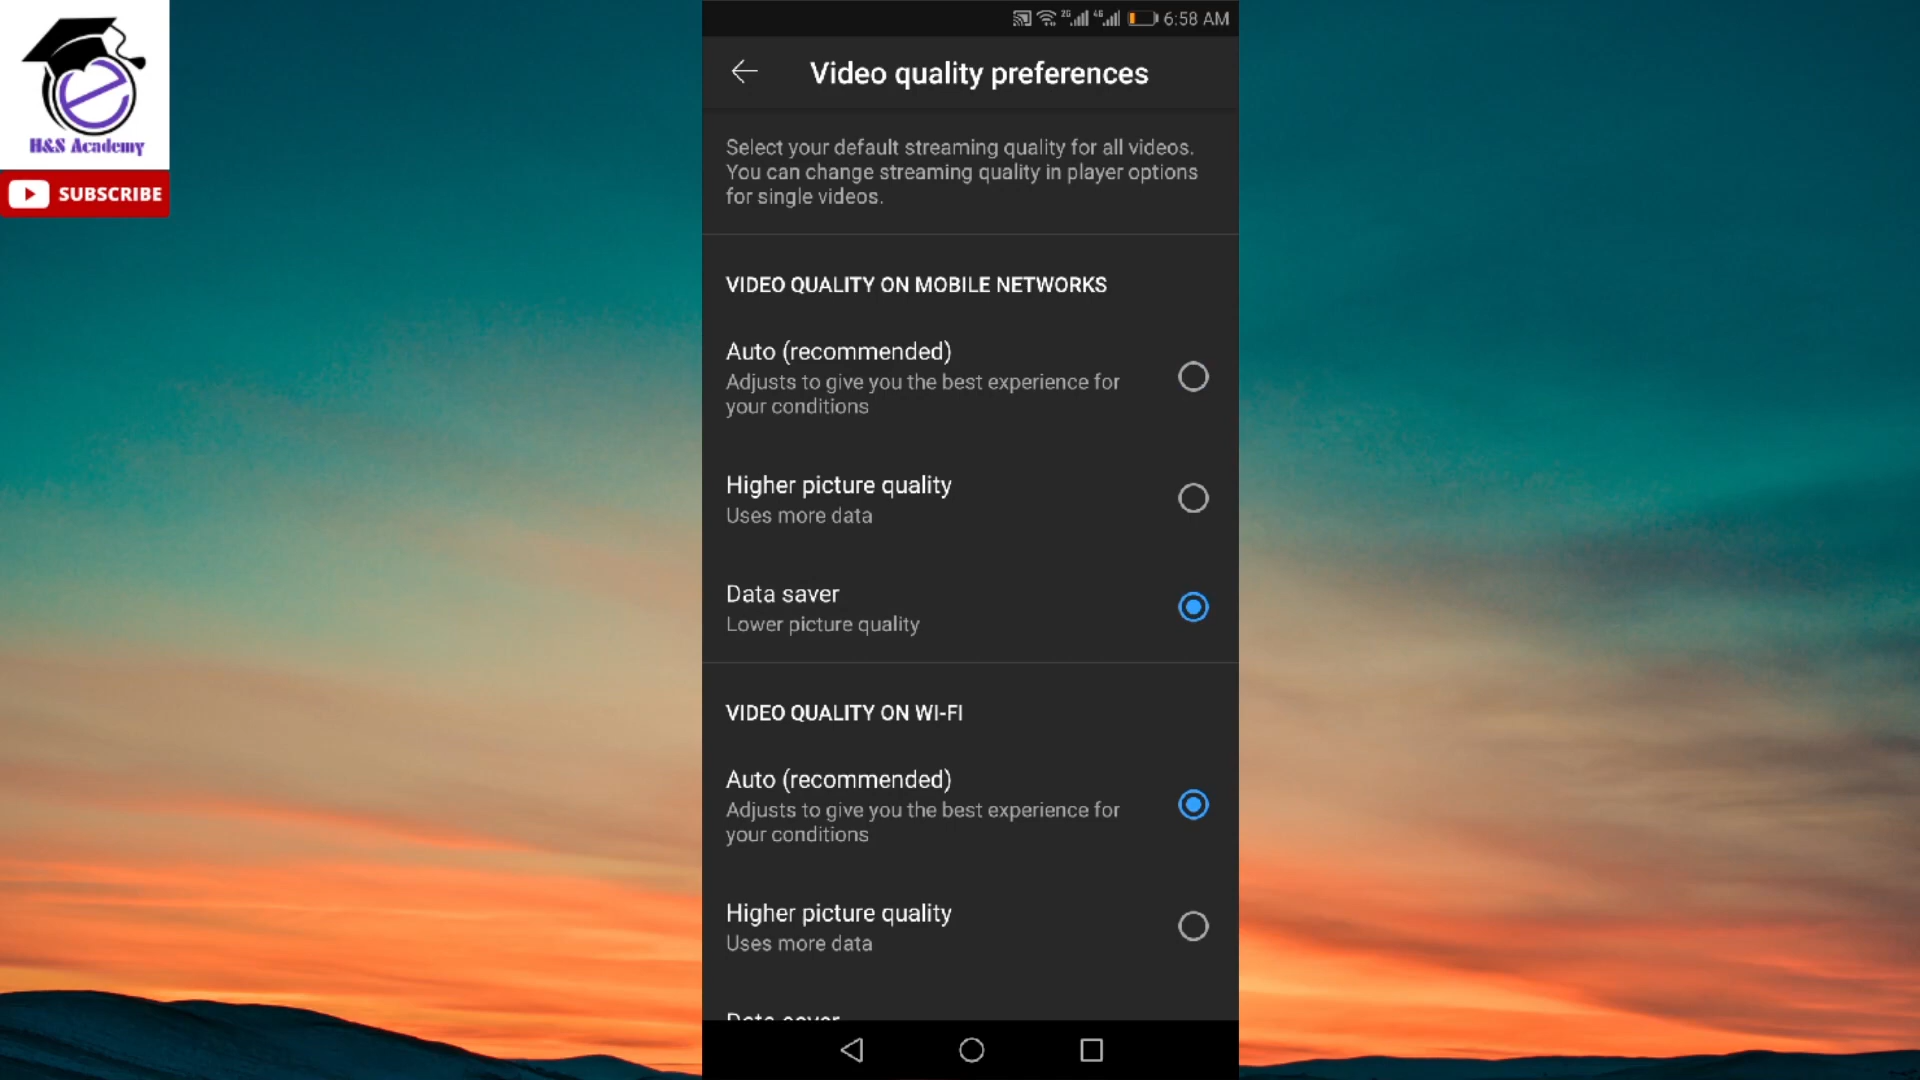 H&S Academy
SUBSCRIBE
2G 4G 6:58 AM
Video quality preferences
Select your default streaming quality for all videos.
You can change streaming quality in player options
for single videos.
VIDEO QUALITY ON MOBILE NETWORKS
Auto (recommended)
Adjusts to give you the best experience for
your conditions
Higher picture quality
Uses more data
Data saver
Lower picture quality
VIDEO QUALITY ON WI-FI
Auto (recommended)
Adjusts to give you the best experience for
your conditions
Higher picture quality
Uses more data
Data saver